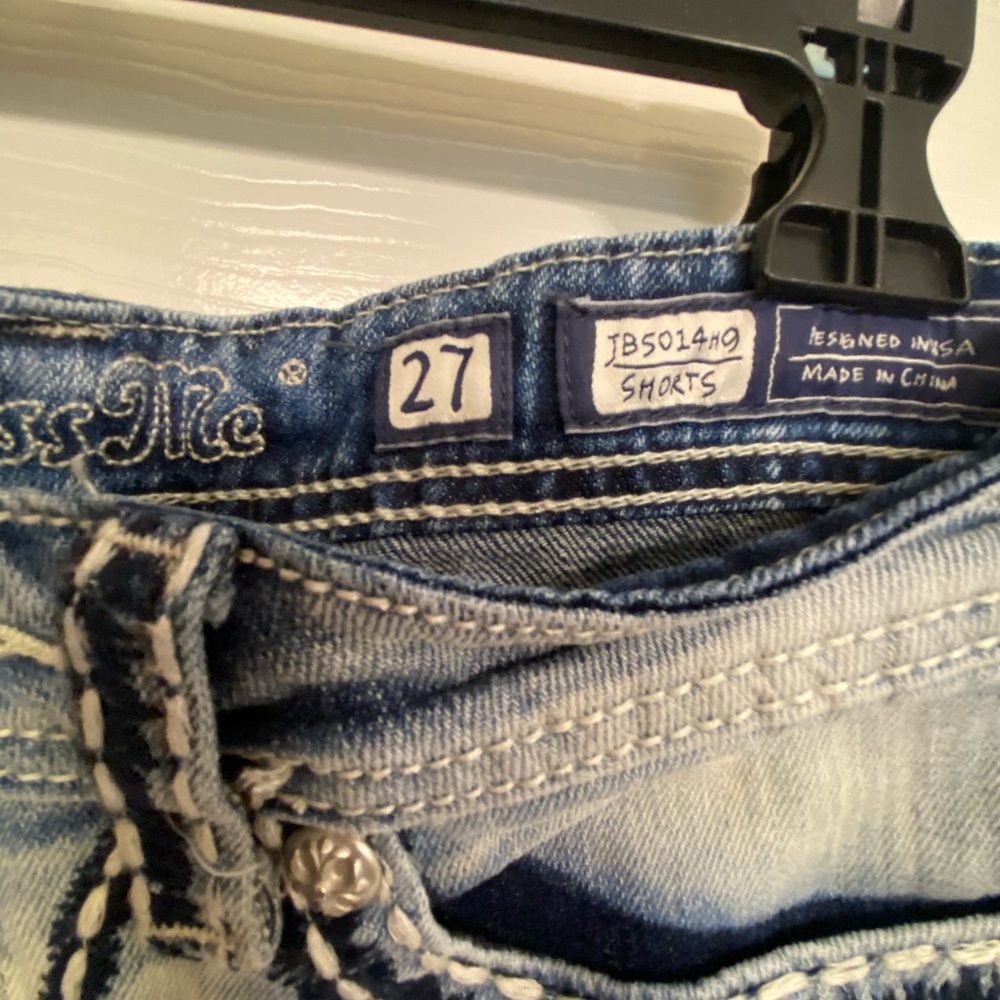 ss Me
27
JB5014H9
SHORTS
DESIGNED IN USA
MADE IN CHINA